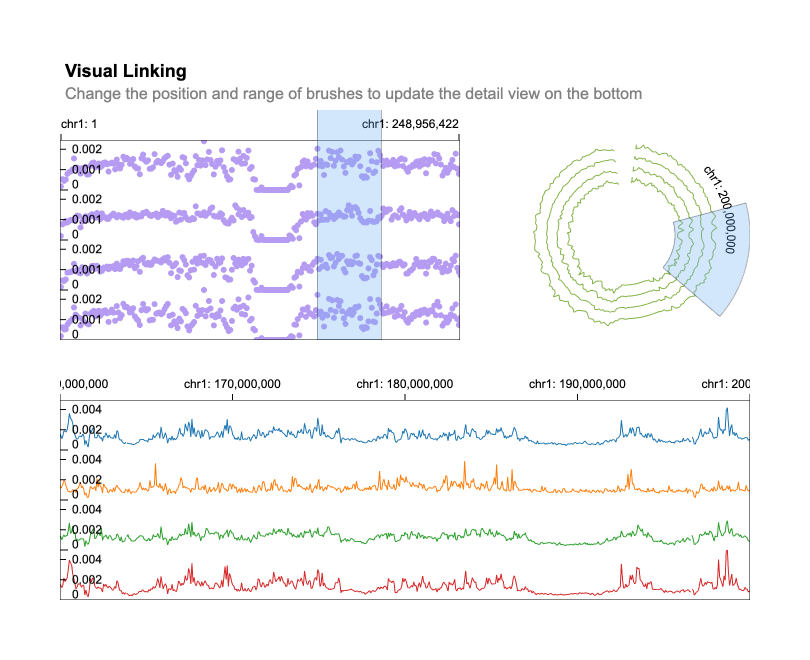 Visual Linking
Change the position and range of brushes to update the detail view on the bottom
chr1: 1
chr1: 248,956,422
0.002
0.001
0
0.002
0.001
0
0.002
0.001
0
0.002
0.001
0
chr1: 200,000,000
0,000,000
chr1: 170,000,000
chr1: 180,000,000
chr1: 190,000,000
chr1: 200
0.004
0.002
0
0.004
0.002
0
0.004
0.002
0
0.004
0.002
0